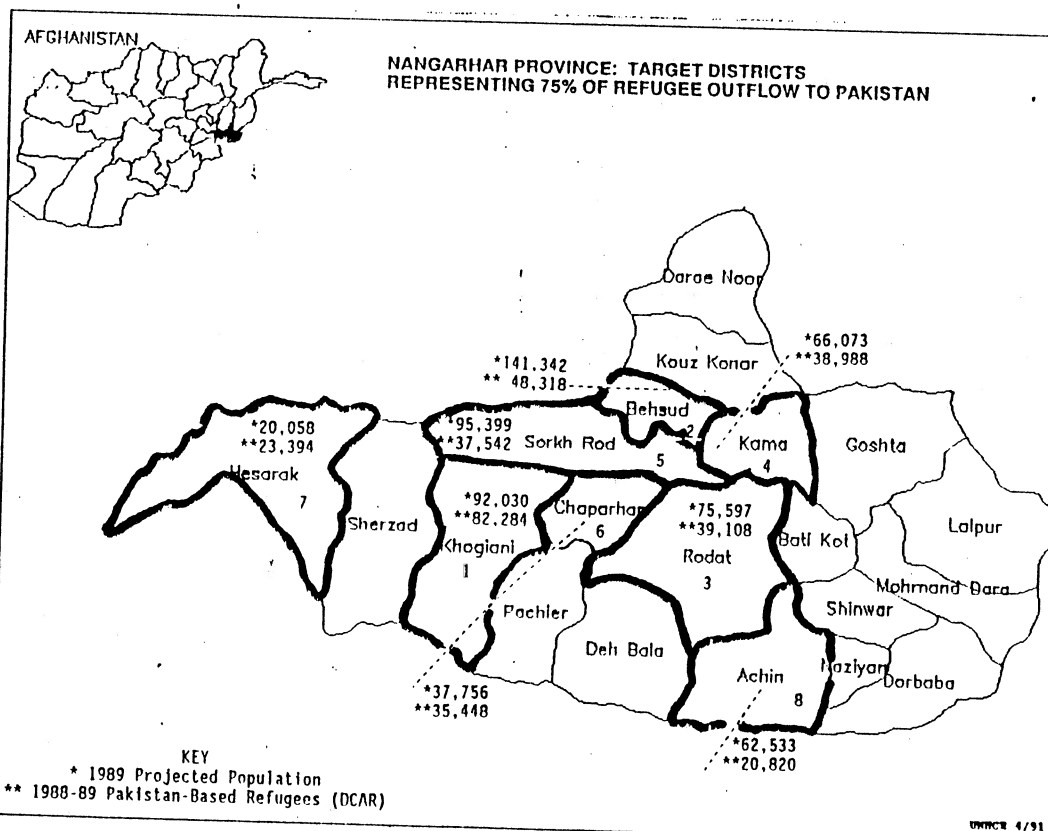 AFGHANISTAN
NANGARHAR PROVINCE: TARGET DISTRICTS
REPRESENTING 75% OF REFUGEE OUTFLOW TO PAKISTAN
Darae Noor
*66,073
**38,988
Kouz Konar
*141,342
** 48,318
Behsud
2
*20,058
**23,394
Hesarak
7
*95,399
**37,542
Sorkh Rod
5
Kama
4
Goshta
Sherzad
*92,030
**82,284
Khogiani
1
Chaparhar
6
*75,597
**39,108
Rodat
3
Bati Kot
Lalpur
Mohmand Dara
Shinwar
Pachier
Deh Bala
Achin
8
Naziyan
Dorbaba
*37,756
**35,448
*62,533
**20,820
KEY
* 1989 Projected Population
** 1988-89 Pakistan-Based Refugees (DCAR)
UNHCR 4/91